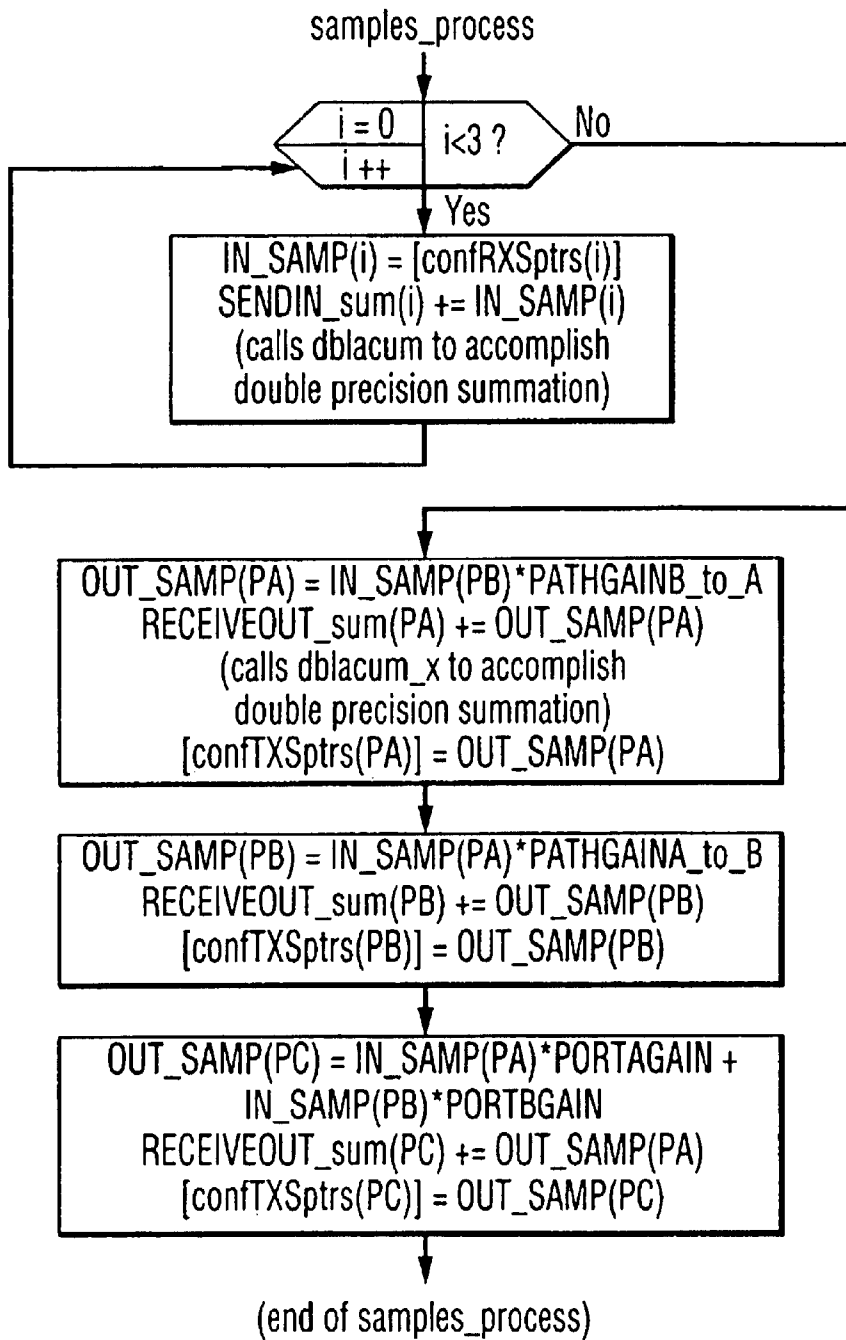 samples_process
i = 0
i ++
i<3 ?
No
Yes
IN_SAMP(i) = [confRXSptrs(i)]
SENDIN_sum(i) += IN_SAMP(i)
(calls dblacum to accomplish
double precision summation)
OUT_SAMP(PA) = IN_SAMP(PB)*PATHGAINB_to_A
RECEIVEOUT_sum(PA) += OUT_SAMP(PA)
(calls dblacum_x to accomplish
double precision summation)
[confTXSptrs(PA)] = OUT_SAMP(PA)
OUT_SAMP(PB) = IN_SAMP(PA)*PATHGAINA_to_B
RECEIVEOUT_sum(PB) += OUT_SAMP(PB)
[confTXSptrs(PB)] = OUT_SAMP(PB)
OUT_SAMP(PC) = IN_SAMP(PA)*PORTAGAIN +
IN_SAMP(PB)*PORTBGAIN
RECEIVEOUT_sum(PC) += OUT_SAMP(PA)
[confTXSptrs(PC)] = OUT_SAMP(PC)
(end of samples_process)